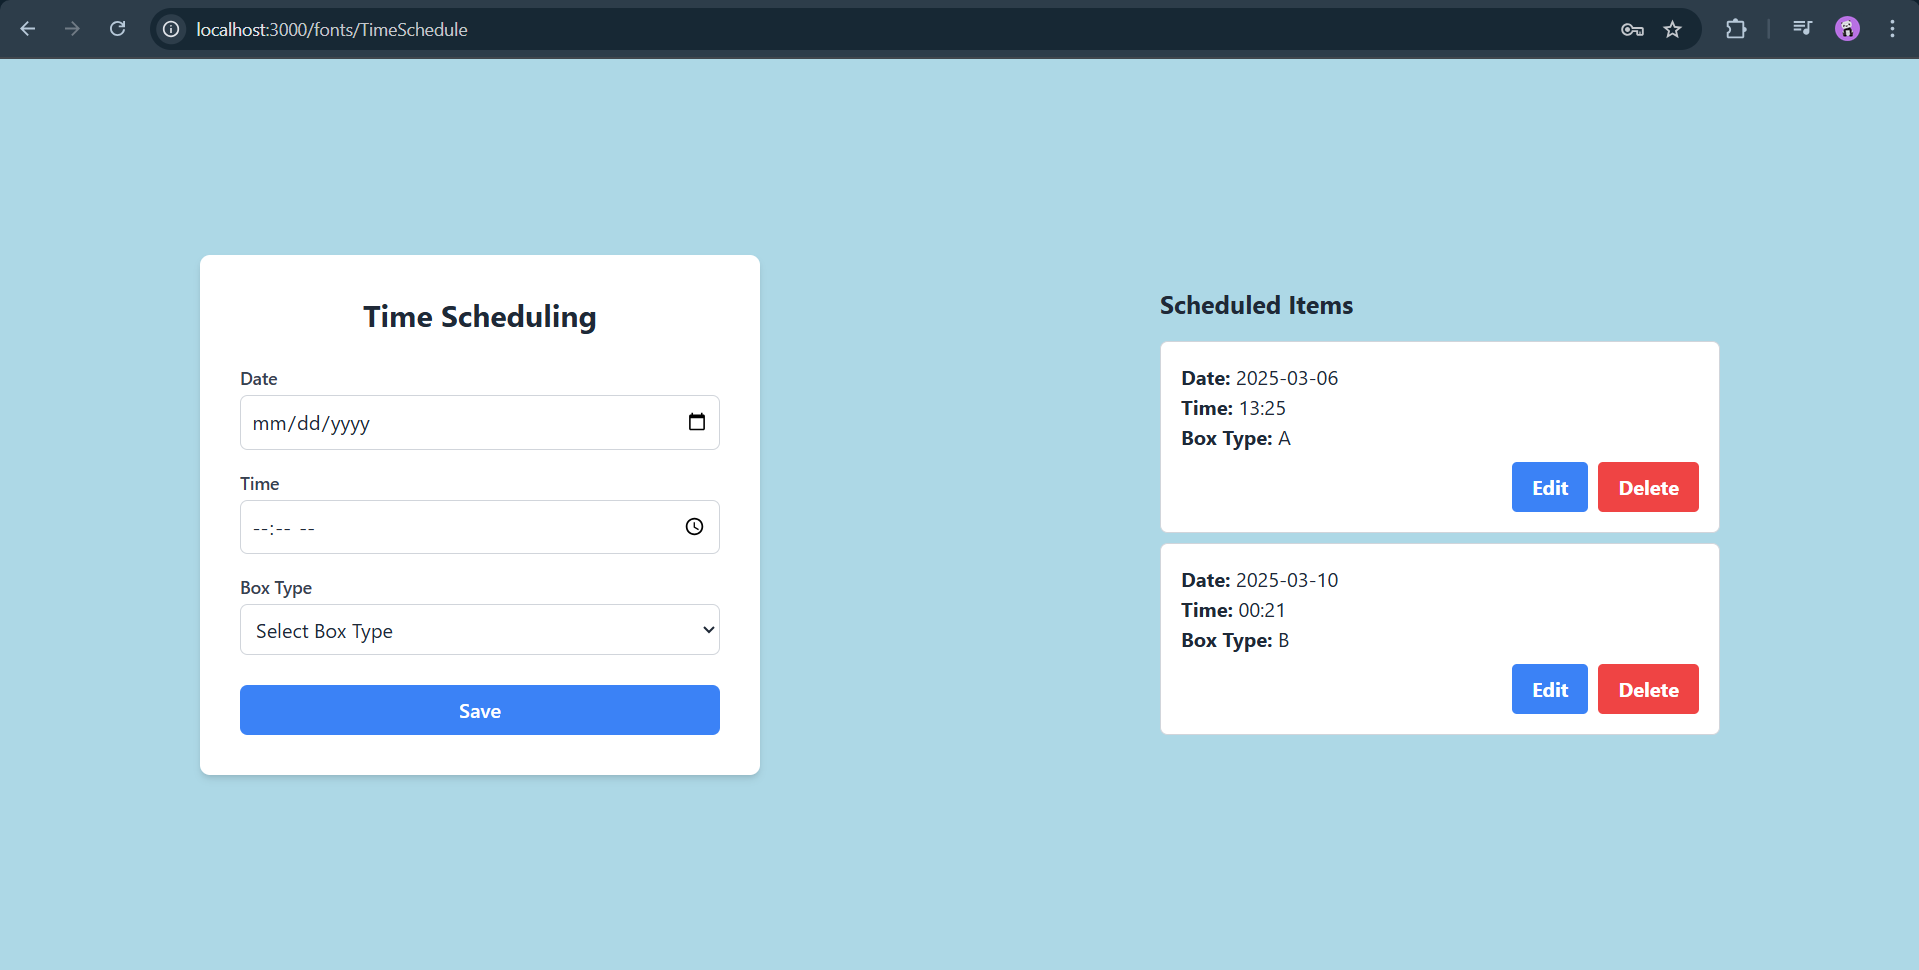 localhost:3000/fonts/TimeSchedule
Time Scheduling
Date
mm/dd/yyyy
Time
--:-- --
Box Type
Select Box Type
Save
Scheduled Items
Date: 2025-03-06
Time: 13:25
Box Type: A
Edit
Delete
Date: 2025-03-10
Time: 00:21
Box Type: B
Edit
Delete